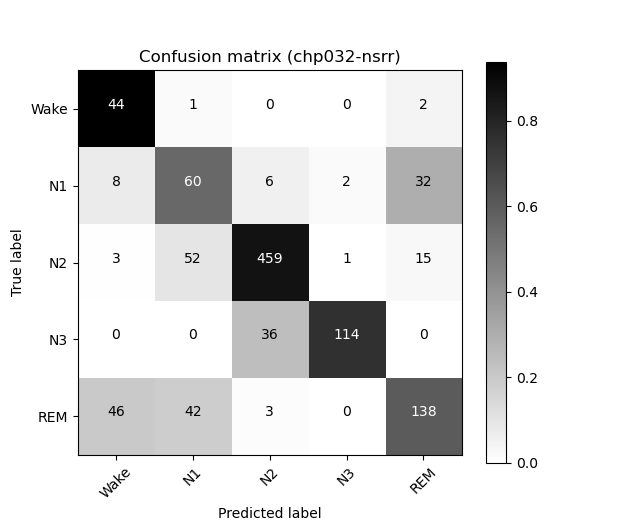 Confusion matrix (chp032-nsrr)
True label
Wake 44 1 0 0 2
N1 8 60 6 2 32
N2 3 52 459 1 15
N3 0 0 36 114 0
REM 46 42 3 0 138
Wake N1 N2 N3 REM
Predicted label
0.8
0.6
0.4
0.2
0.0